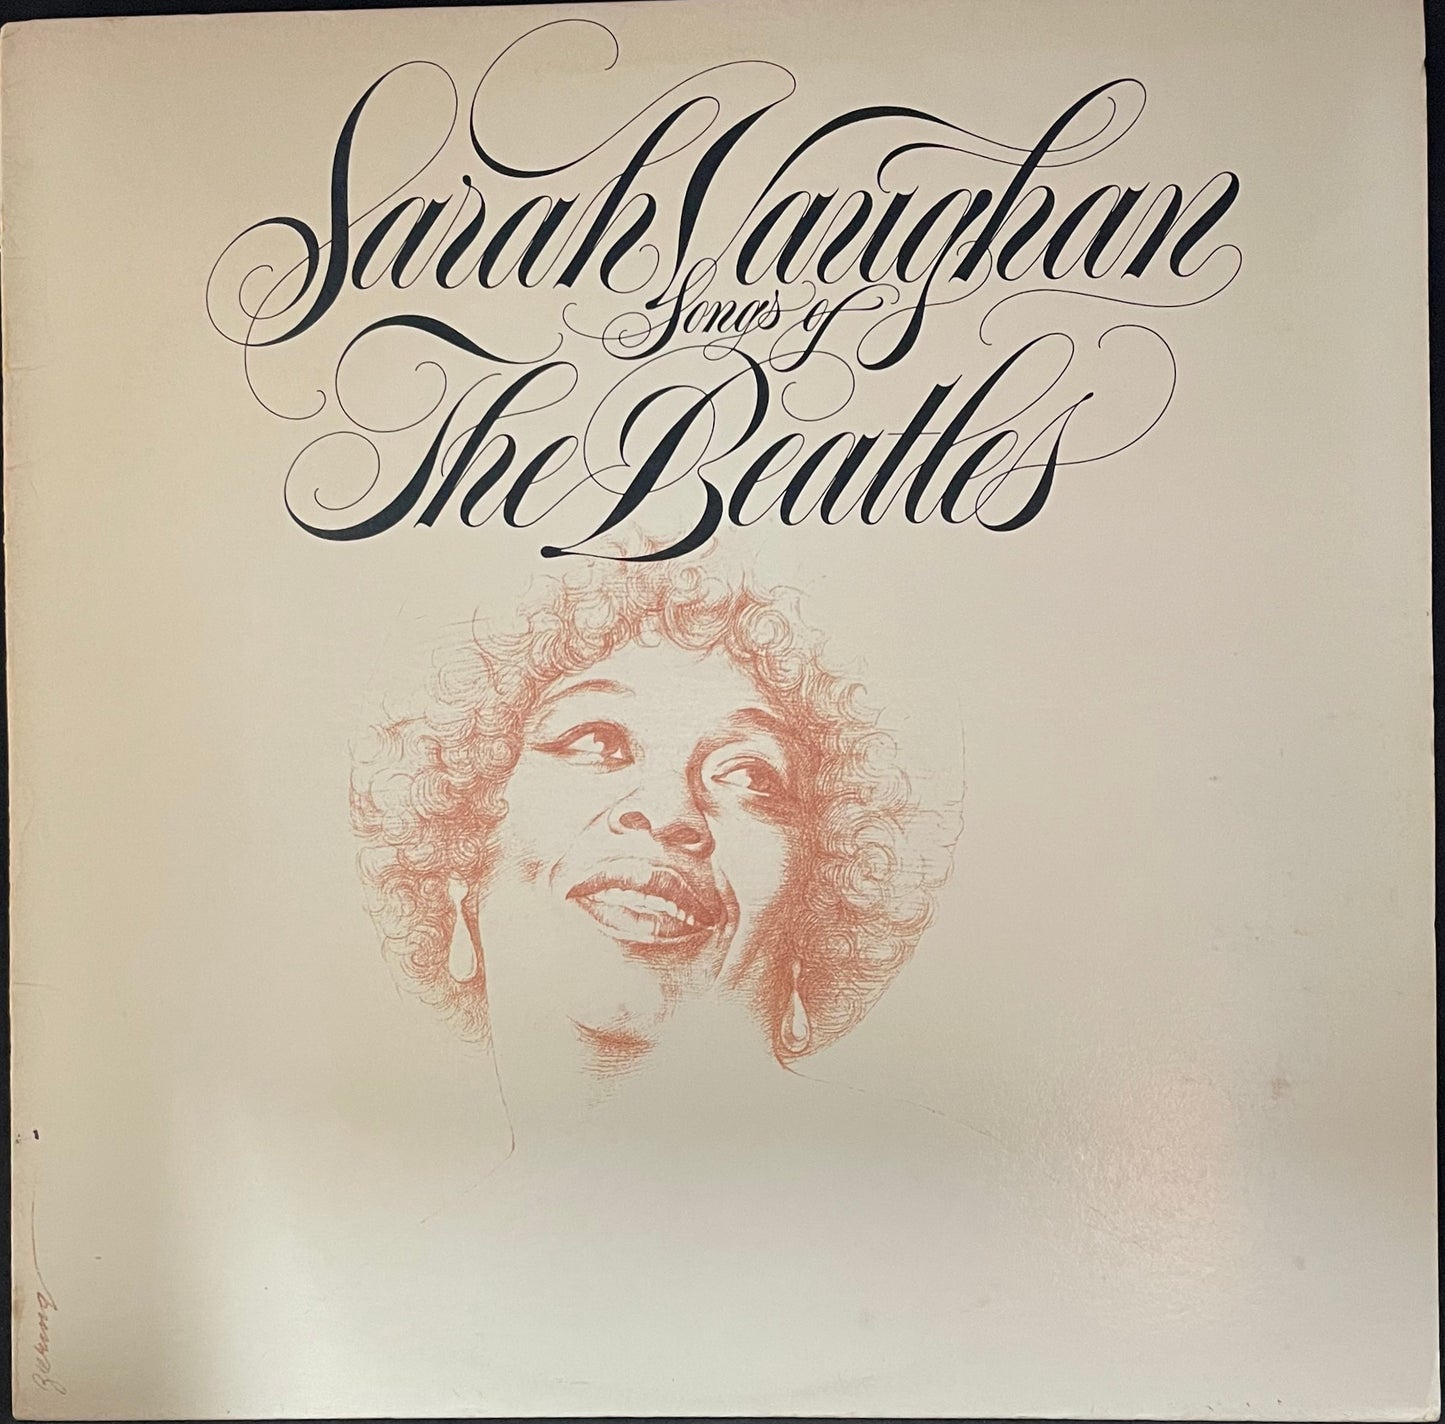 Sarah Vaughan
Songs of
The Beatles